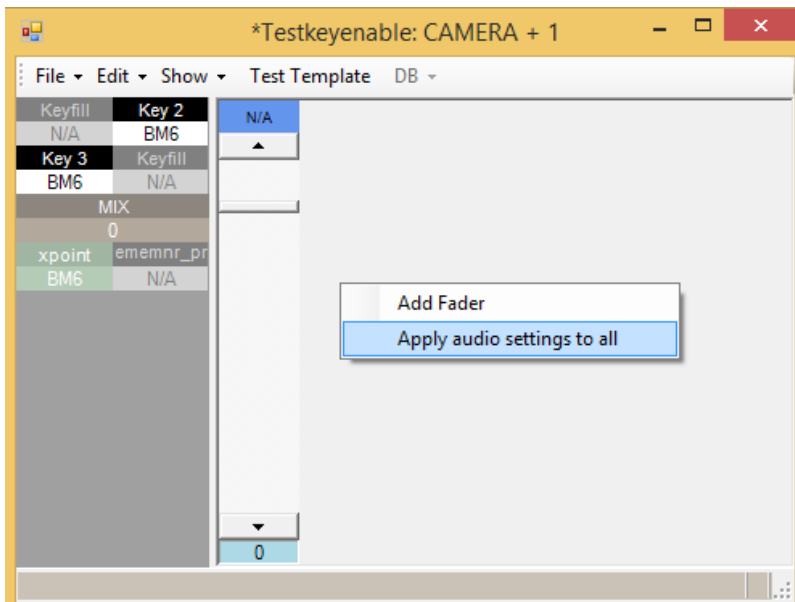 *Testkeyenable: CAMERA + 1
File Edit Show Test Template DB
Keyfill Key 2
N/A BM6
Key 3 Keyfill
BM6 N/A
MIX
0
xpoint ememnr_pr
BM6 N/A
N/A
Add Fader
Apply audio settings to all
0